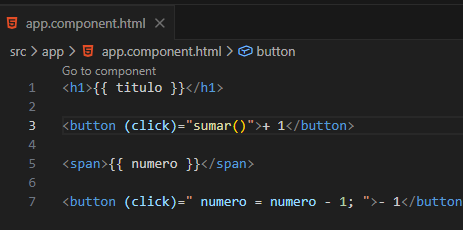 app.component.html ×
src > app > app.component.html > button
Go to component
1 <h1>{{ titulo }}</h1>
2
3 <button (click)="sumar()">+ 1</button>
4
5 <span>{{ numero }}</span>
6
7 <button (click)=" numero = numero - 1; ">- 1</button